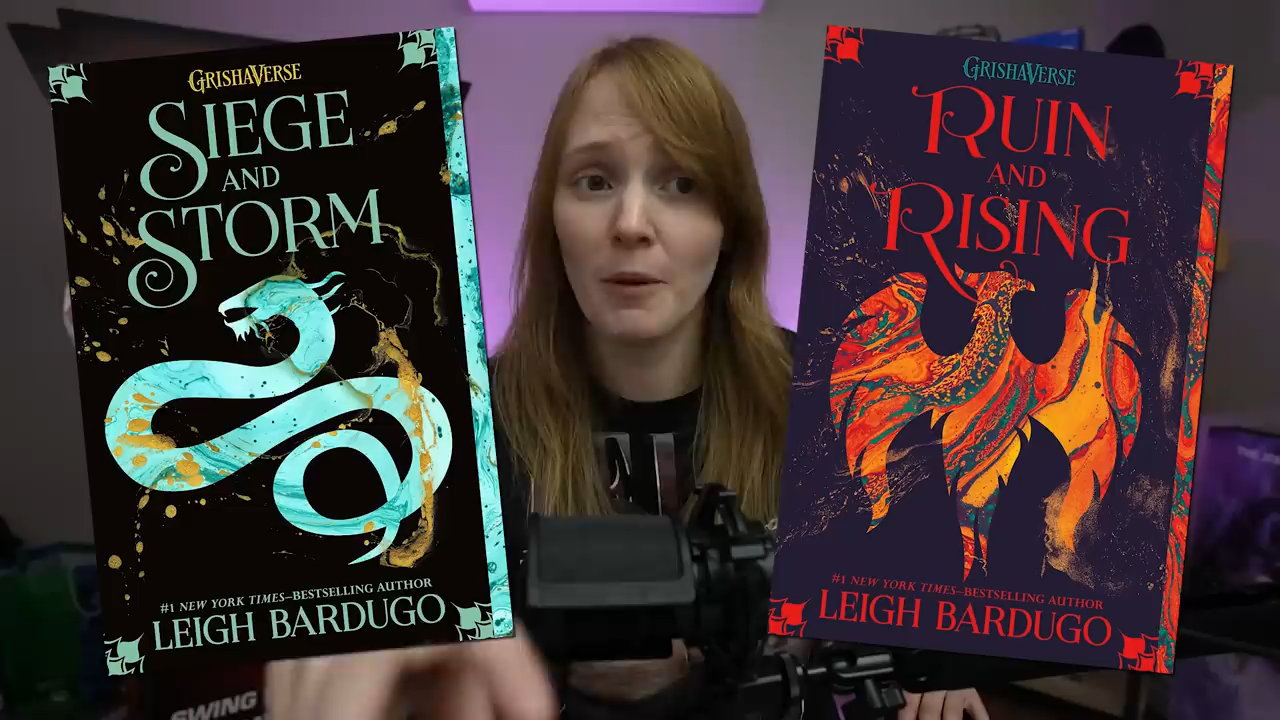 GRISHAVERSE
SIEGE
AND
STORM
#1 NEW YORK TIMES–BESTSELLING AUTHOR
LEIGH BARDUGO
GRISHAVERSE
RUIN
AND
RISING
#1 NEW YORK TIMES–BESTSELLING AUTHOR
LEIGH BARDUGO
SWING